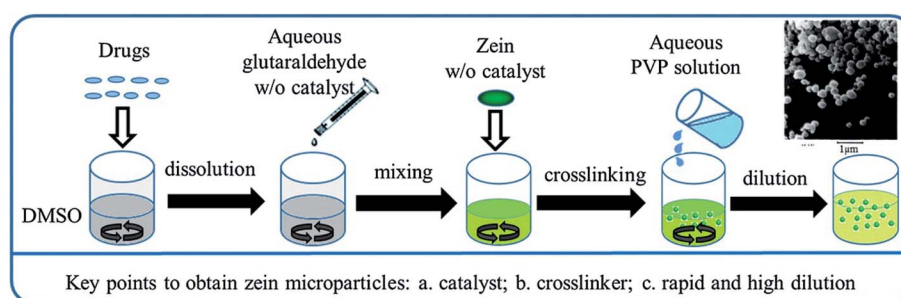 Drugs
Aqueous
glutaraldehyde
w/o catalyst
Zein
w/o catalyst
Aqueous
PVP solution
1μm
dissolution
mixing
crosslinking
dilution
DMSO
Key points to obtain zein microparticles: a. catalyst; b. crosslinker; c. rapid and high dilution